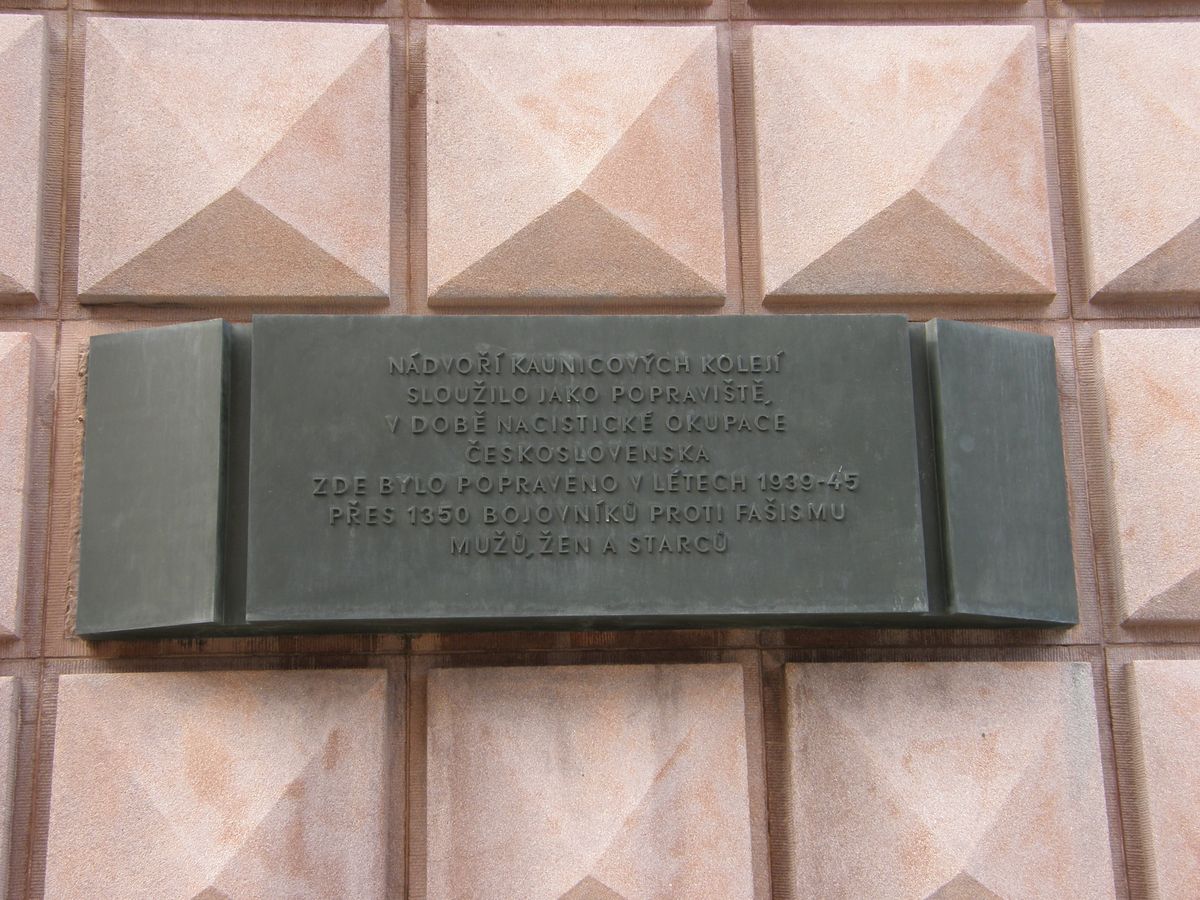 NÁDVOŘÍ KAUNICOVÝCH KOLEJÍ
SLOUŽILO JAKO POPRAVIŠTĚ,
V DOBĚ NACISTICKÉ OKUPACE
ČESKOSLOVENSKA
ZDE BYLO POPRAVENO V LÉTECH 1939-45
PŘES 1350 BOJOVNÍKŮ PROTI FAŠISMU
MUŽŮ, ŽEN A STARCŮ